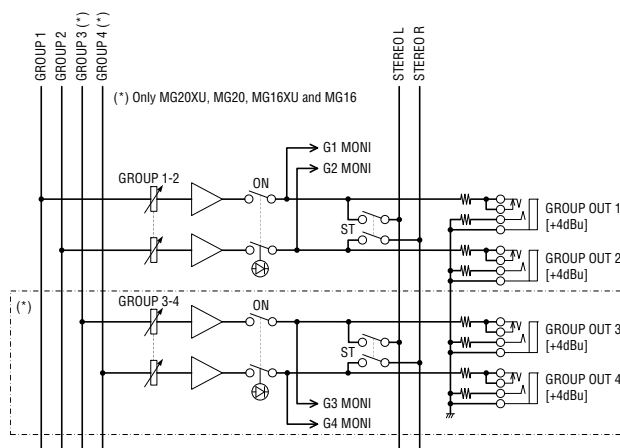 GROUP 1
GROUP 2
GROUP 3 (*)
GROUP 4 (*)
STEREO L
STEREO R
(*) Only MG20XU, MG20, MG16XU and MG16
G1 MONI
G2 MONI
GROUP 1-2
ON
ST
GROUP OUT 1
[+4dBu]
GROUP OUT 2
[+4dBu]
(*)
GROUP 3-4
ON
ST
GROUP OUT 3
[+4dBu]
GROUP OUT 4
[+4dBu]
G3 MONI
G4 MONI